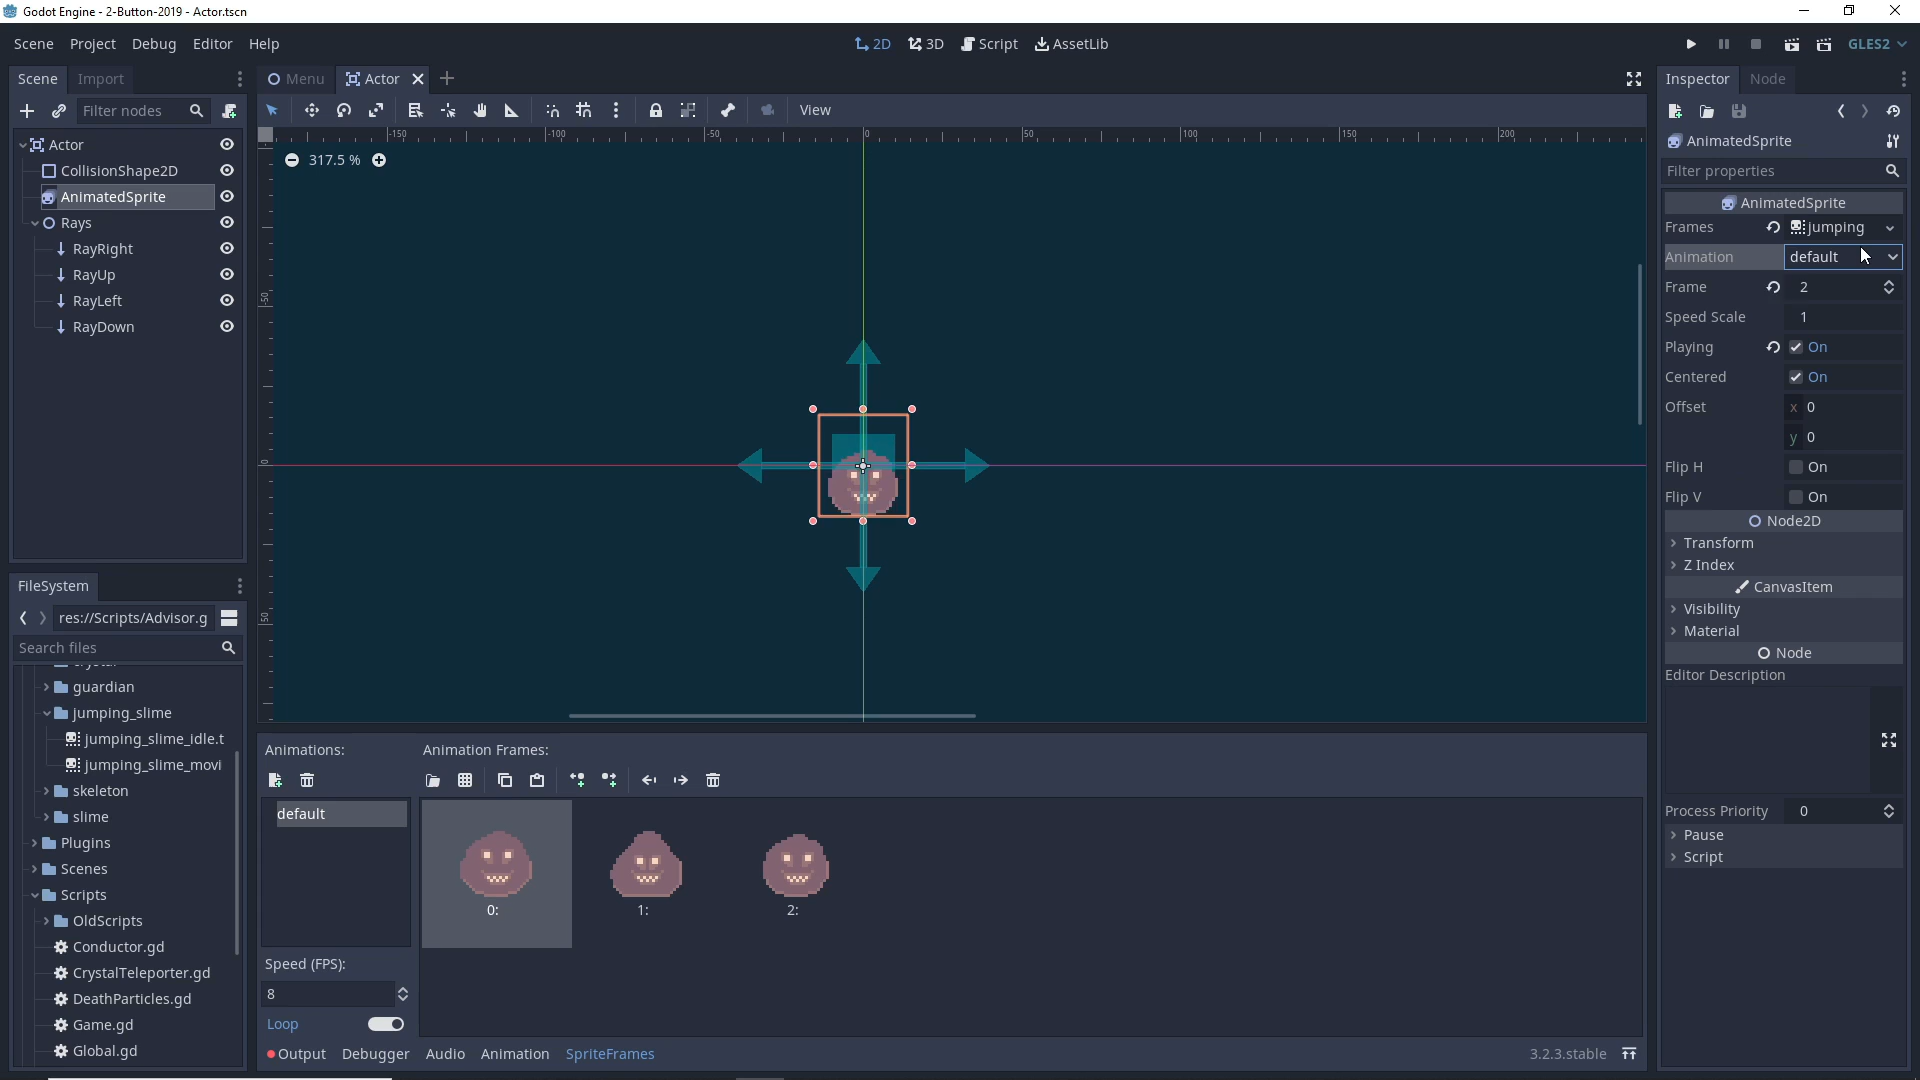 Godot Engine - 2-Button-2019 - Actor.tscn
Scene Project Debug Editor Help
2D 3D Script AssetLib
GLES2
Scene Import
Menu Actor
Inspector Node
Filter nodes
View
-150 -100 -50 0 50 100 150 200
317.5 %
Actor
CollisionShape2D
AnimatedSprite
Rays
RayRight
RayUp
RayLeft
RayDown
-50
0
50
FileSystem
res://Scripts/Advisor.g
Search files
guardian
jumping_slime
jumping_slime_idle.t
jumping_slime_movi
skeleton
slime
Plugins
Scenes
Scripts
OldScripts
Conductor.gd
CrystalTeleporter.gd
DeathParticles.gd
Game.gd
Global.gd
Animations:
default
Speed (FPS):
8
Loop
Animation Frames:
0: 1: 2:
Output Debugger Audio Animation SpriteFrames
3.2.3.stable
AnimatedSprite
Filter properties
AnimatedSprite
Frames jumping
Animation default
Frame 2
Speed Scale 1
Playing On
Centered On
Offset x 0
y 0
Flip H On
Flip V On
Node2D
Transform
Z Index
CanvasItem
Visibility
Material
Node
Editor Description
Process Priority 0
Pause
Script